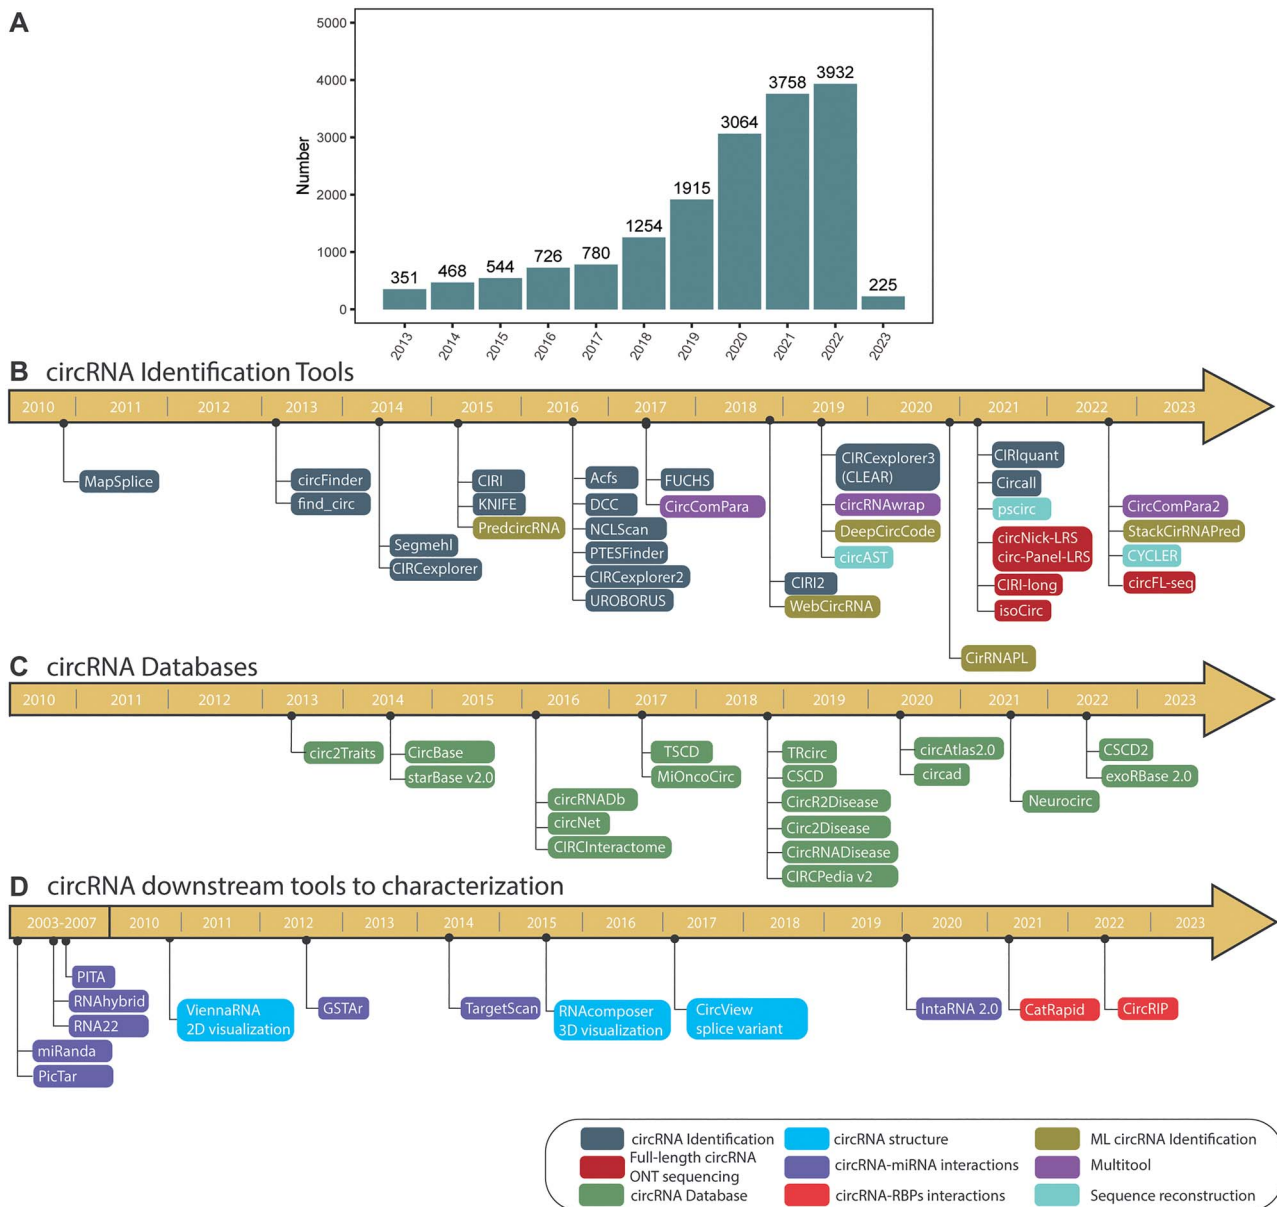 A
5000
4000
3000
2000
1000
0
Number
351
468
544
726
780
1254
1915
3064
3758
3932
225
2013
2014
2015
2016
2017
2018
2019
2020
2021
2022
2023
B circRNA Identification Tools
2010 2011 2012 2013 2014 2015 2016 2017 2018 2019 2020 2021 2022 2023
MapSplice
circFinder
find_circ
Segmehl
CIRCexplorer
CIRI
KNIFE
PredcircRNA
Acfs
DCC
NCLScan
PTESFinder
CIRCexplorer2
UROBORUS
FUCHS
CircComPara
CIRI2
WebCircRNA
CIRCexplorer3
(CLEAR)
circRNAwrap
DeepCircCode
circAST
CirRNAPL
CIRIquant
Circall
pscirc
circNick-LRS
circ-Panel-LRS
CIRI-long
isoCirc
CircComPara2
StackCirRNAPred
CYCLER
circFL-seq
C circRNA Databases
2010 2011 2012 2013 2014 2015 2016 2017 2018 2019 2020 2021 2022 2023
circ2Traits
CircBase
starBase v2.0
circRNADb
circNet
CIRCInteractome
TSCD
MiOncoCirc
TRcirc
CSCD
CircR2Disease
Circ2Disease
CircRNADisease
CIRCPedia v2
circAtlas2.0
circad
Neurocirc
CSCD2
exoRBase 2.0
D circRNA downstream tools to characterization
2003-2007 2010 2011 2012 2013 2014 2015 2016 2017 2018 2019 2020 2021 2022 2023
PITA
RNAhybrid
RNA22
miRanda
PicTar
ViennaRNA
2D visualization
GSTAr
TargetScan
RNAcomposer
3D visualization
CircView
splice variant
IntaRNA 2.0
CatRapid
CircRIP
circRNA Identification
Full-length circRNA
ONT sequencing
circRNA Database
circRNA structure
circRNA-miRNA interactions
circRNA-RBPs interactions
ML circRNA Identification
Multitool
Sequence reconstruction